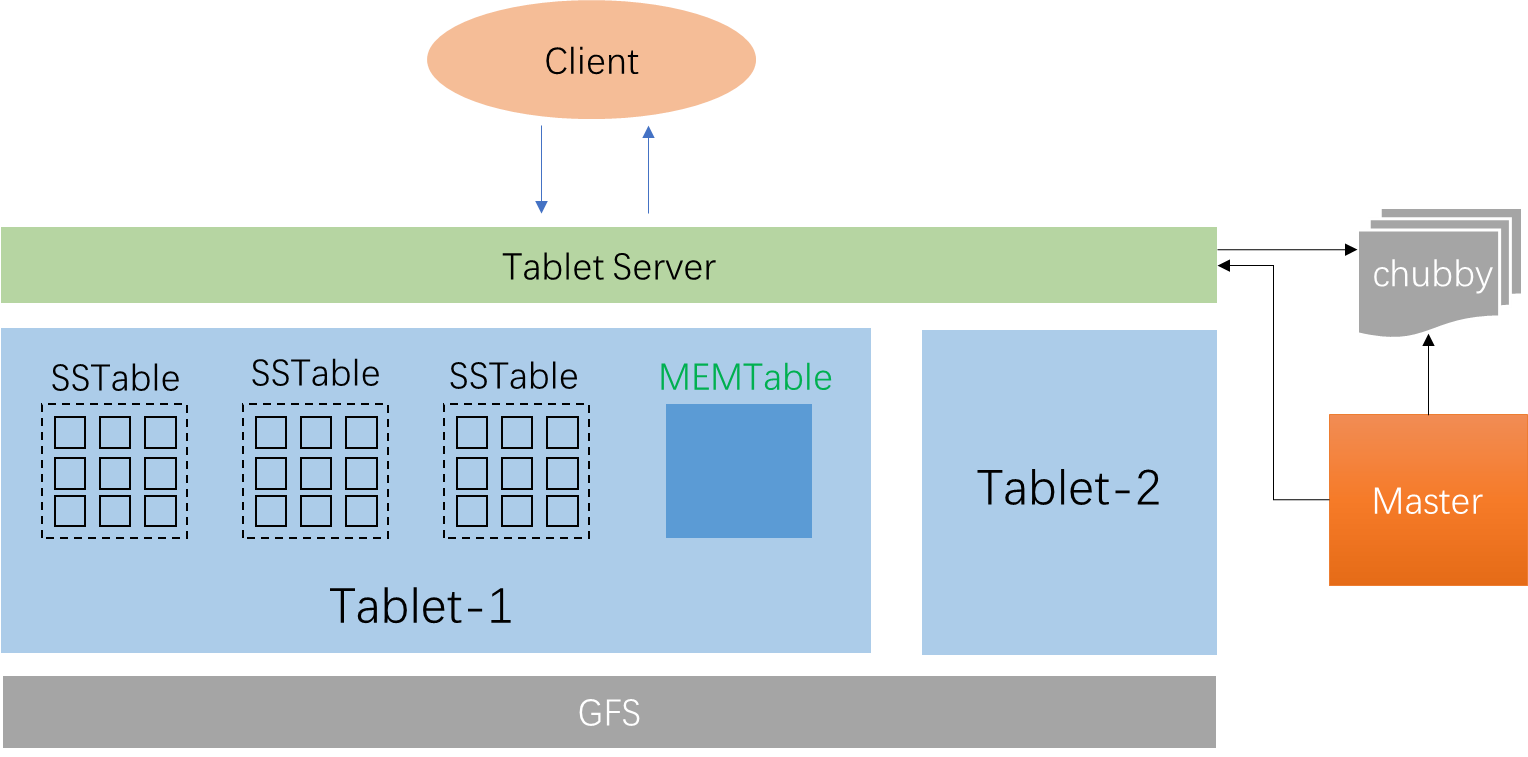 Client
Tablet Server
chubby
SSTable
SSTable
SSTable
MEMTable
Tablet-2
Master
Tablet-1
GFS